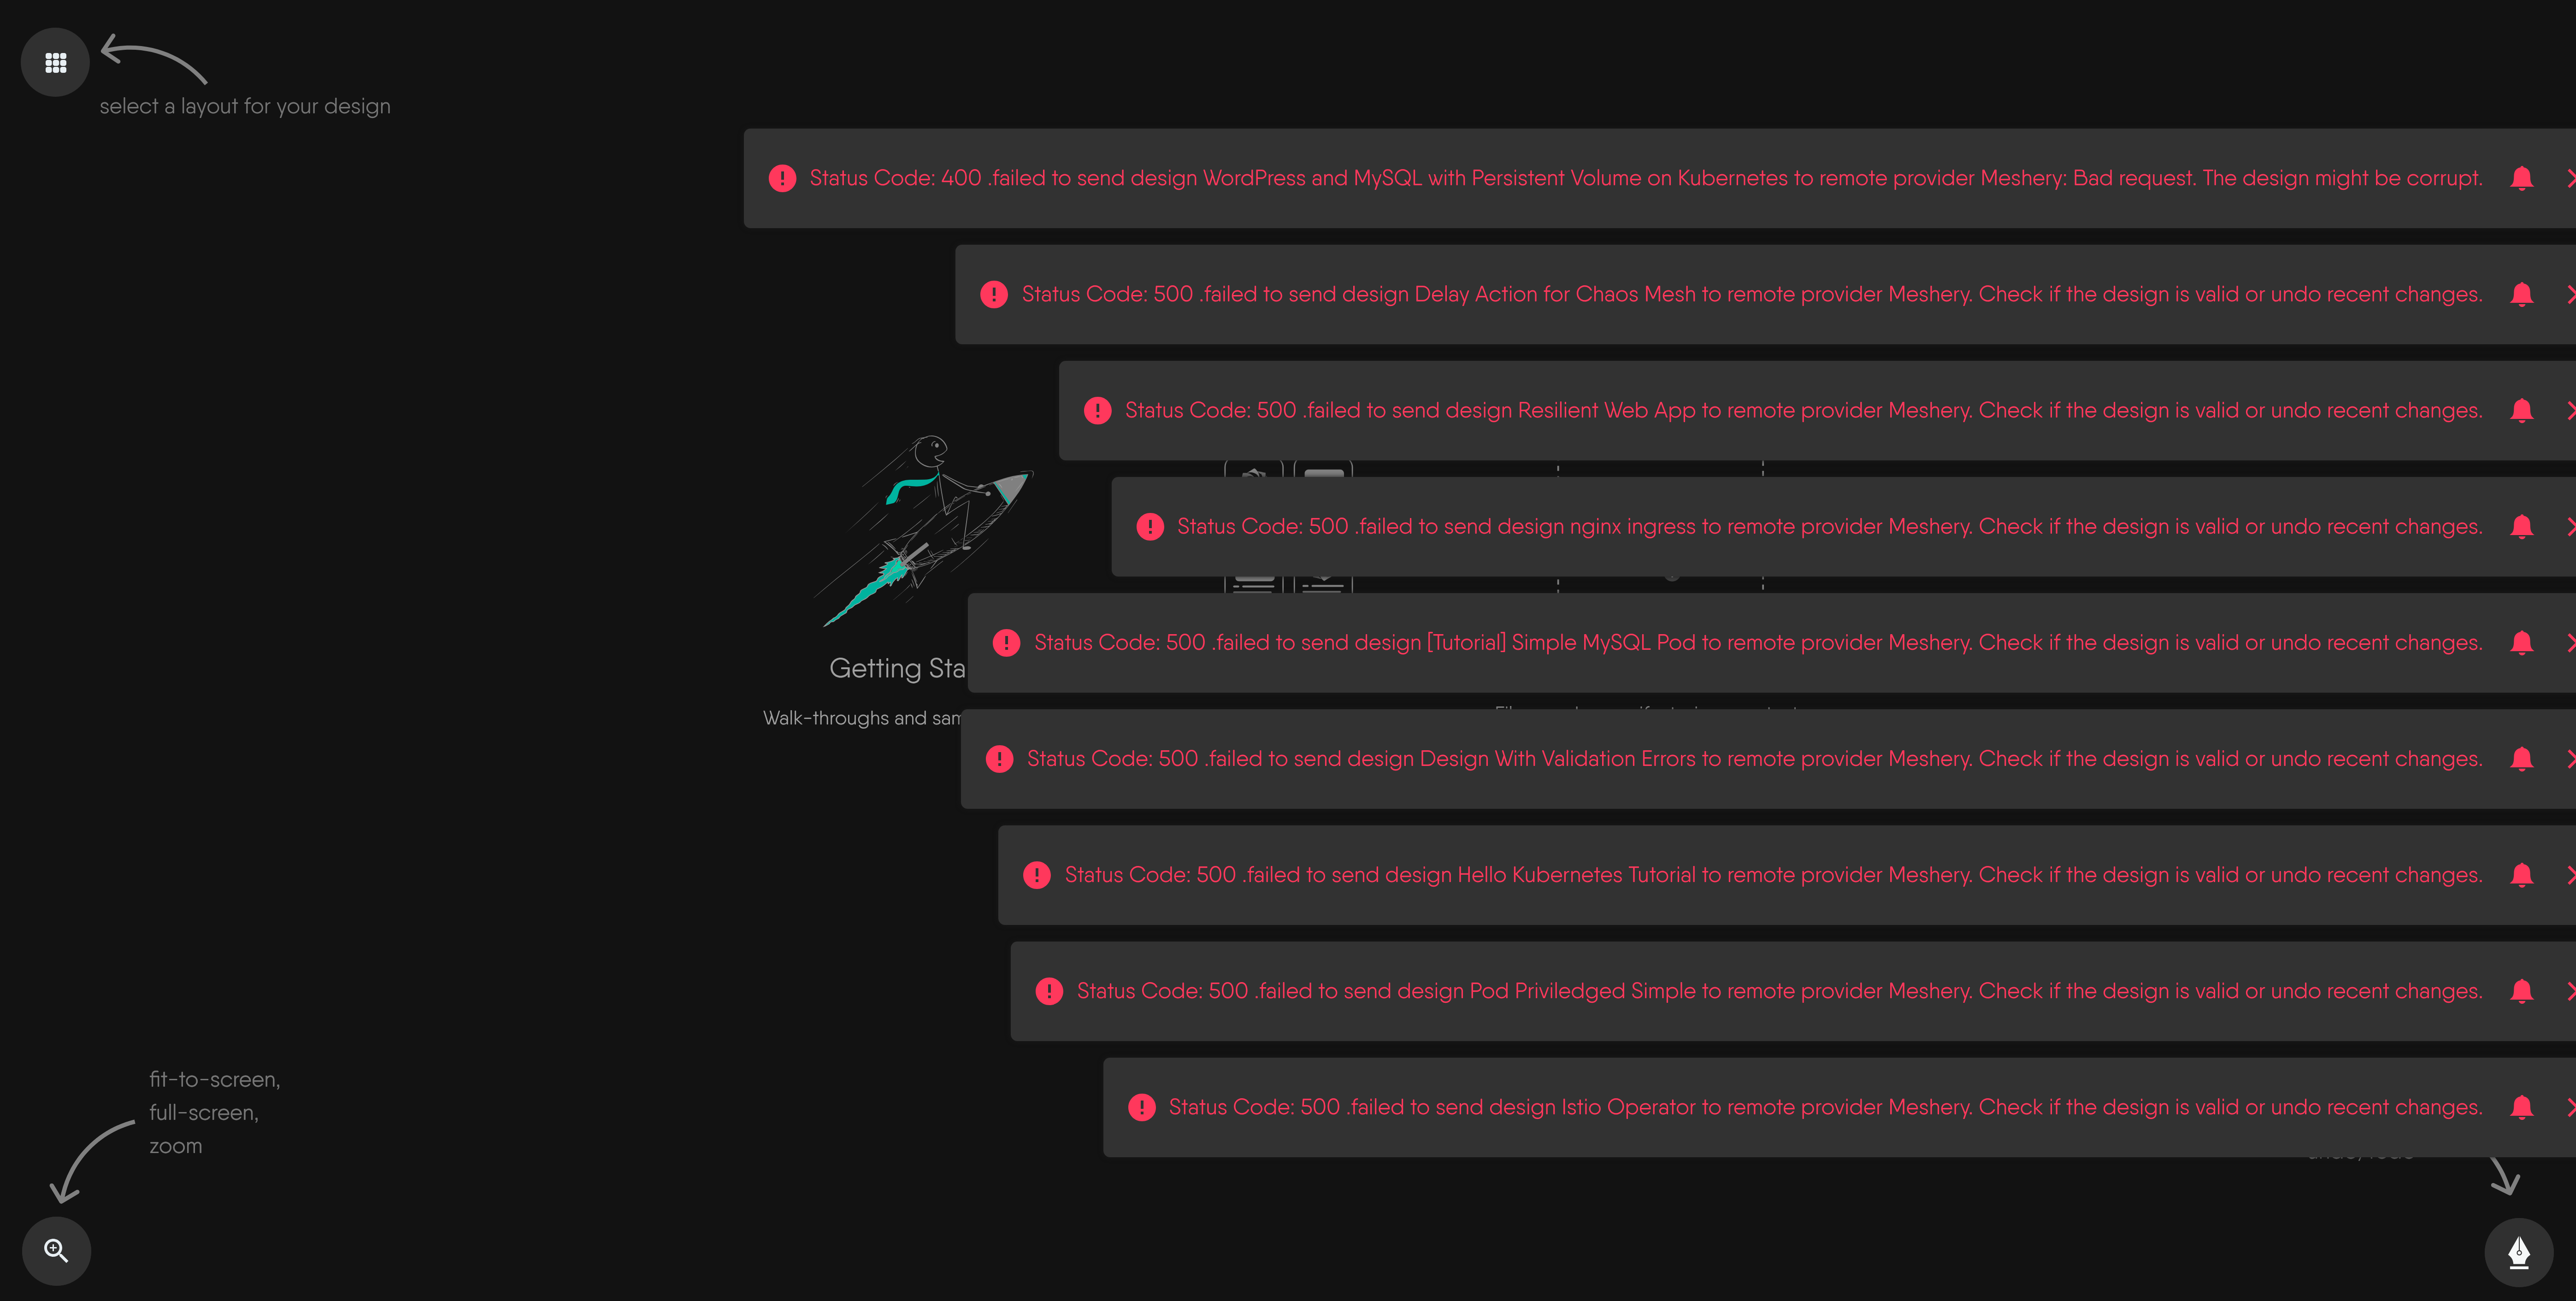 select a layout for your design
Status Code: 400 .failed to send design WordPress and MySQL with Persistent Volume on Kubernetes to remote provider Meshery: Bad request. The design might be corrupt.
Status Code: 500 .failed to send design Delay Action for Chaos Mesh to remote provider Meshery. Check if the design is valid or undo recent changes.
Status Code: 500 .failed to send design Resilient Web App to remote provider Meshery. Check if the design is valid or undo recent changes.
Status Code: 500 .failed to send design nginx ingress to remote provider Meshery. Check if the design is valid or undo recent changes.
Status Code: 500 .failed to send design [Tutorial] Simple MySQL Pod to remote provider Meshery. Check if the design is valid or undo recent changes.
Getting Sta
Walk-throughs and sam
Status Code: 500 .failed to send design Design With Validation Errors to remote provider Meshery. Check if the design is valid or undo recent changes.
Status Code: 500 .failed to send design Hello Kubernetes Tutorial to remote provider Meshery. Check if the design is valid or undo recent changes.
Status Code: 500 .failed to send design Pod Priviledged Simple to remote provider Meshery. Check if the design is valid or undo recent changes.
Status Code: 500 .failed to send design Istio Operator to remote provider Meshery. Check if the design is valid or undo recent changes.
fit-to-screen,
full-screen,
zoom